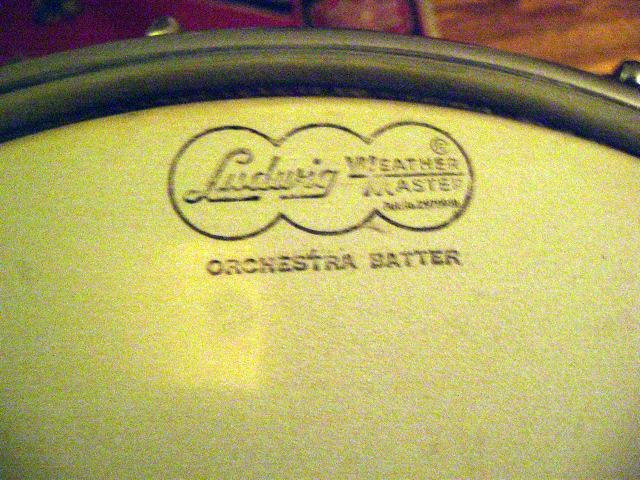 Ludwig WEATHER MASTER ®
ORCHESTRA BATTER